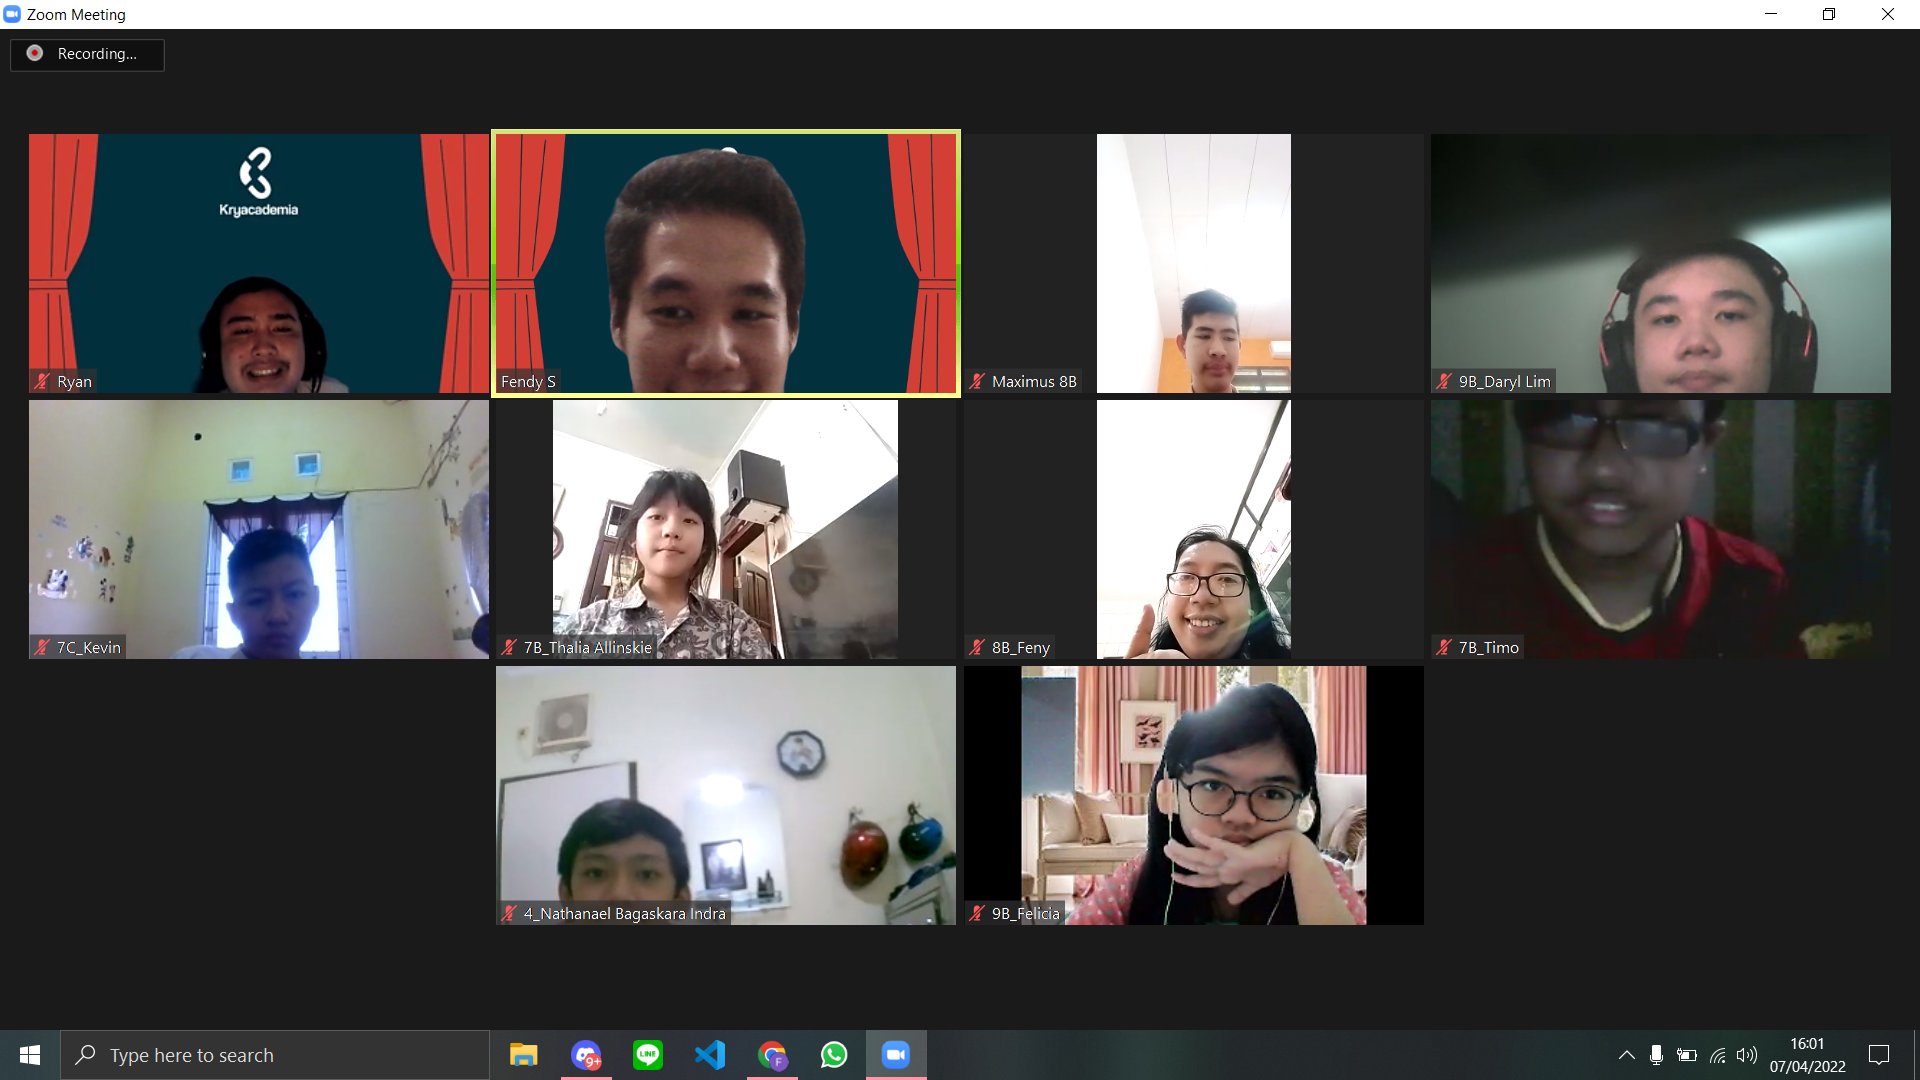 Zoom Meeting
Recording...
Kryacademia
Ryan
Fendy S
Maximus 8B
9B_Daryl Lim
7C_Kevin
7B_Thalia Allinskie
8B_Feny
7B_Timo
4_Nathanael Bagaskara Indra
9B_Felicia
Type here to search
9+
LINE
F
16:01
07/04/2022